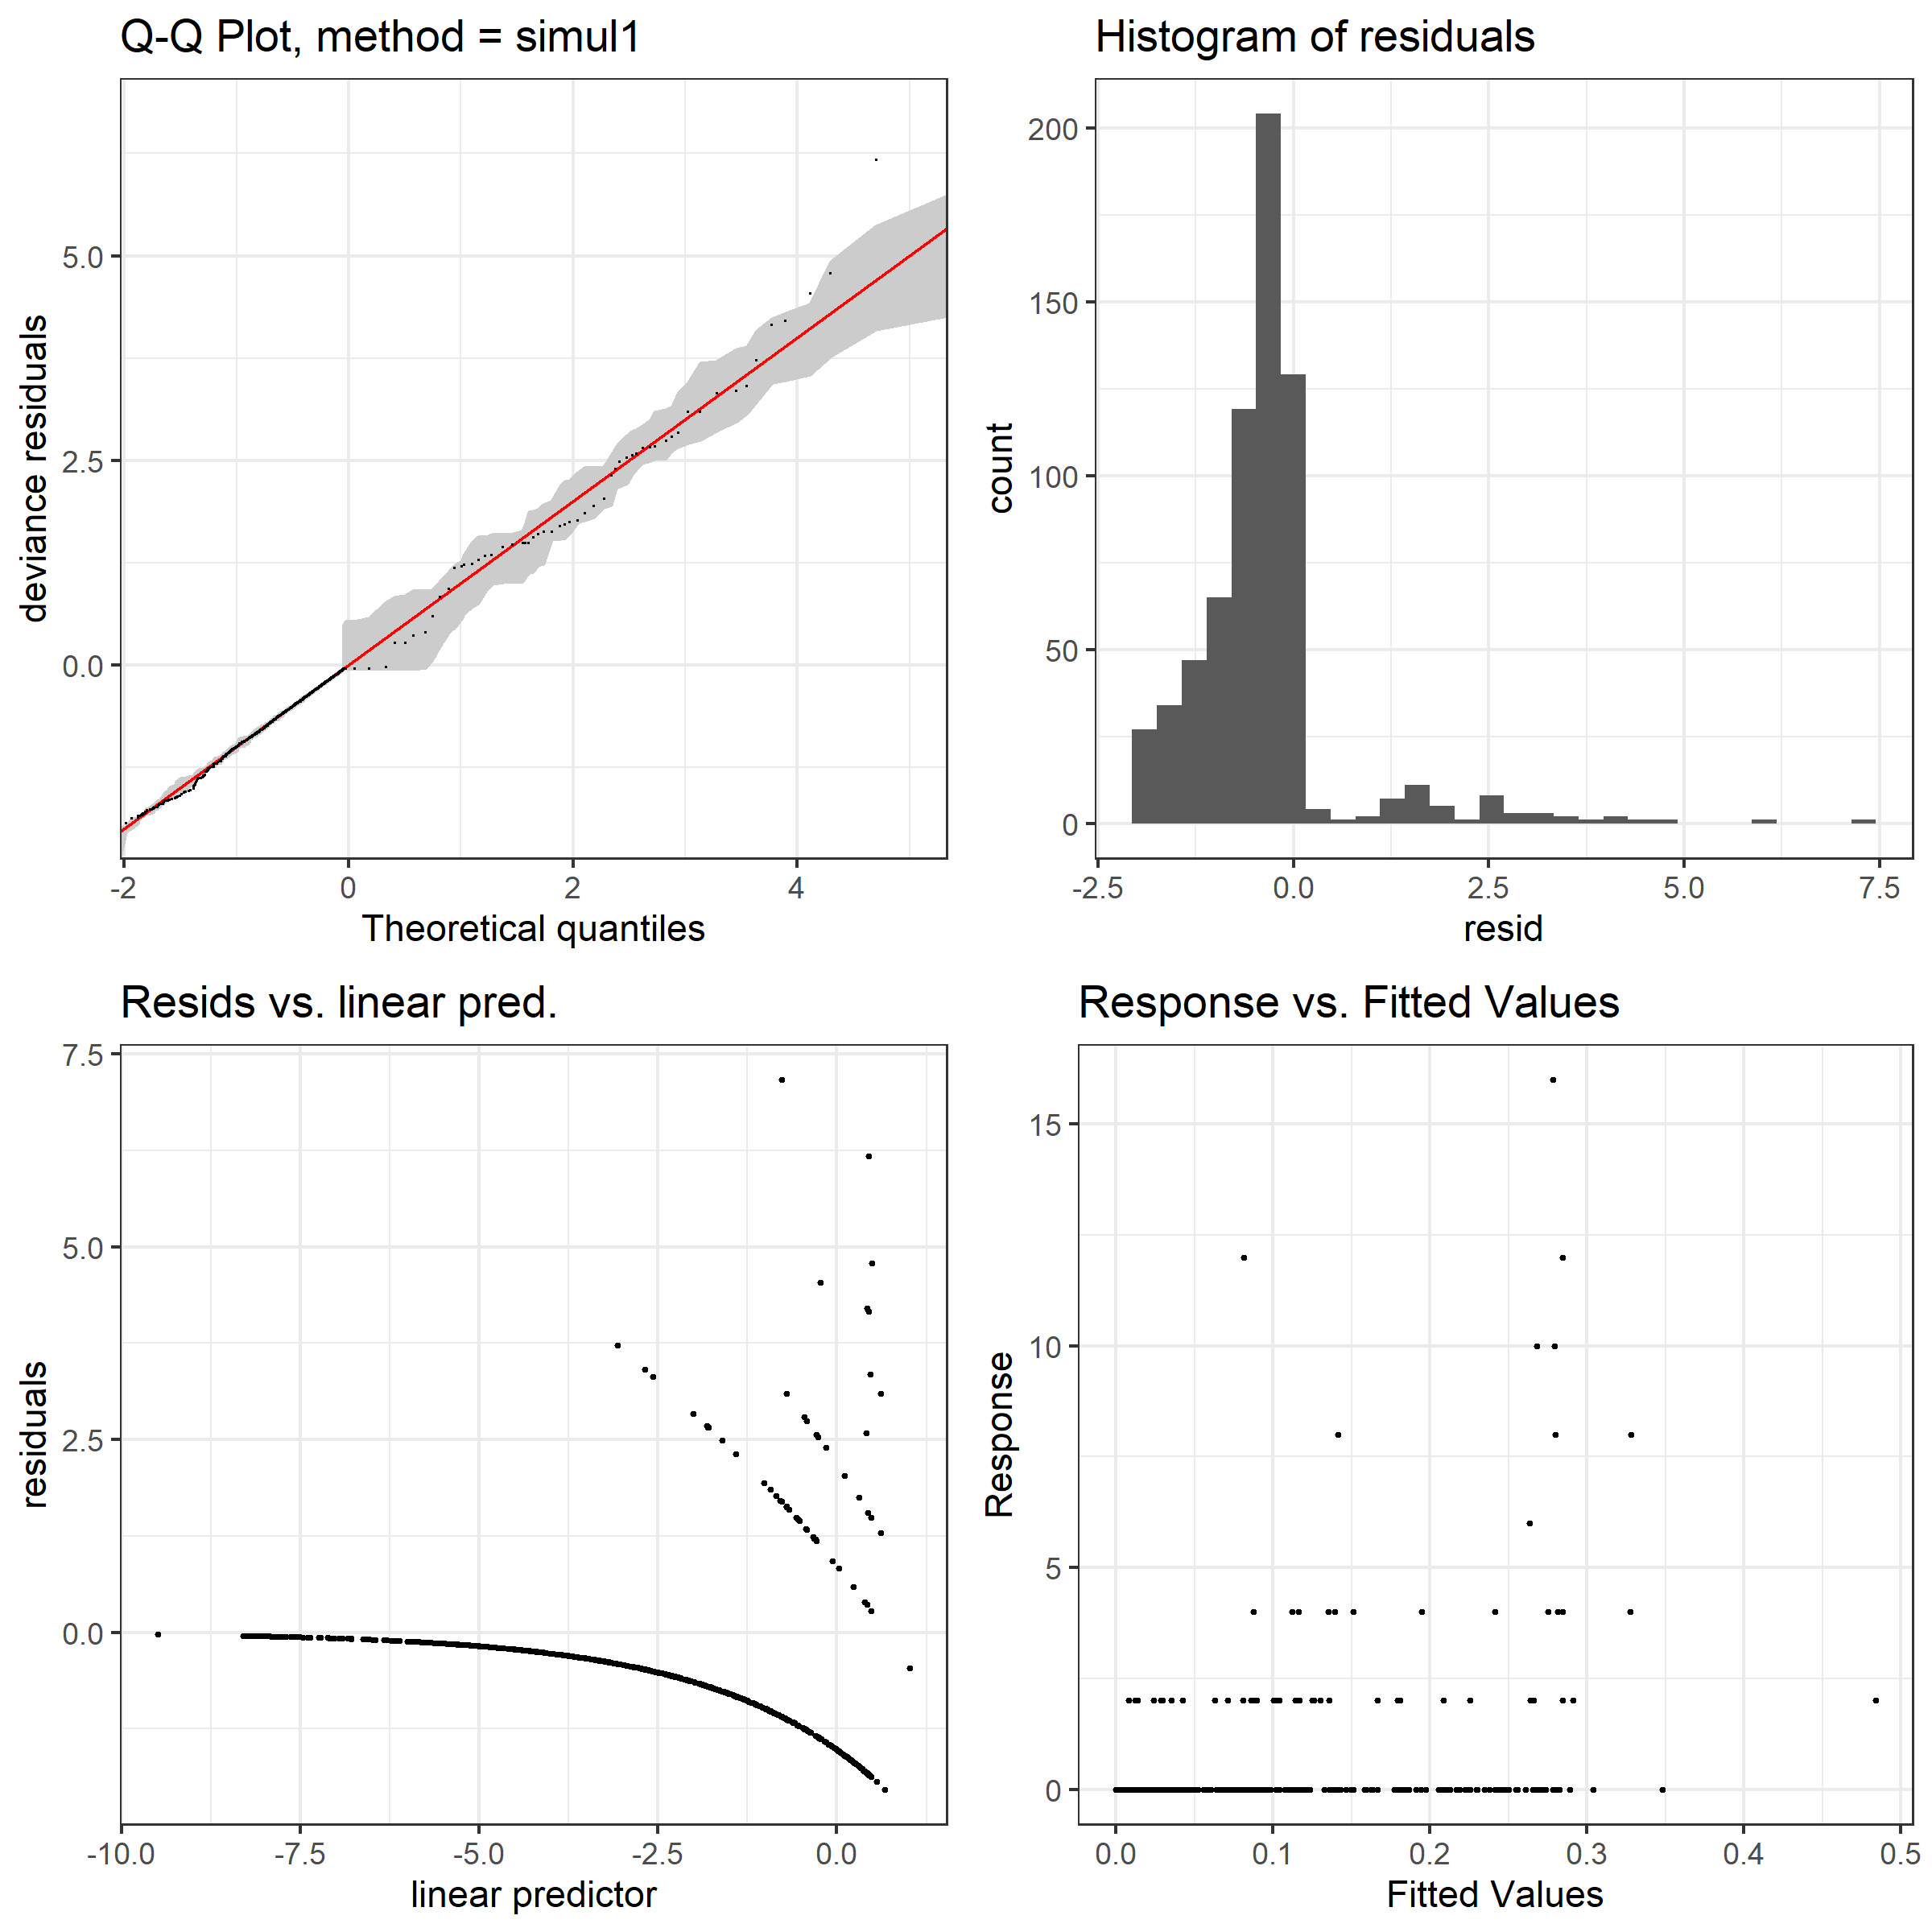 Q-Q Plot, method = simul1
deviance residuals
5.0
2.5
0.0
-2 0 2 4
Theoretical quantiles
Histogram of residuals
count
200
150
100
50
0
-2.5 0.0 2.5 5.0 7.5
resid
Resids vs. linear pred.
residuals
7.5
5.0
2.5
0.0
-10.0 -7.5 -5.0 -2.5 0.0
linear predictor
Response vs. Fitted Values
Response
15
10
5
0
0.0 0.1 0.2 0.3 0.4 0.5
Fitted Values